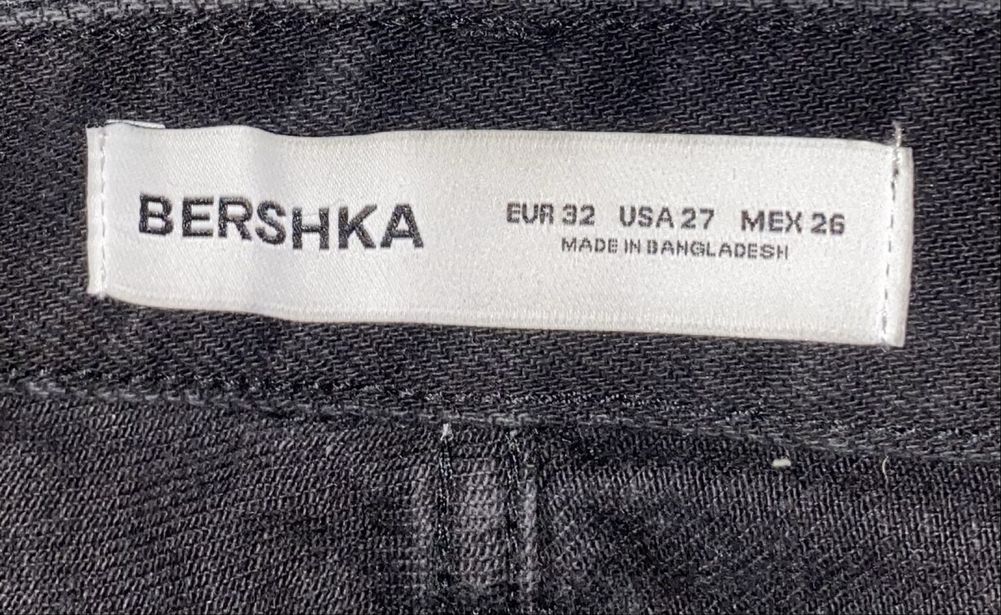 BERSHKA
EUR 32 USA 27 MEX 26
MADE IN BANGLADESH